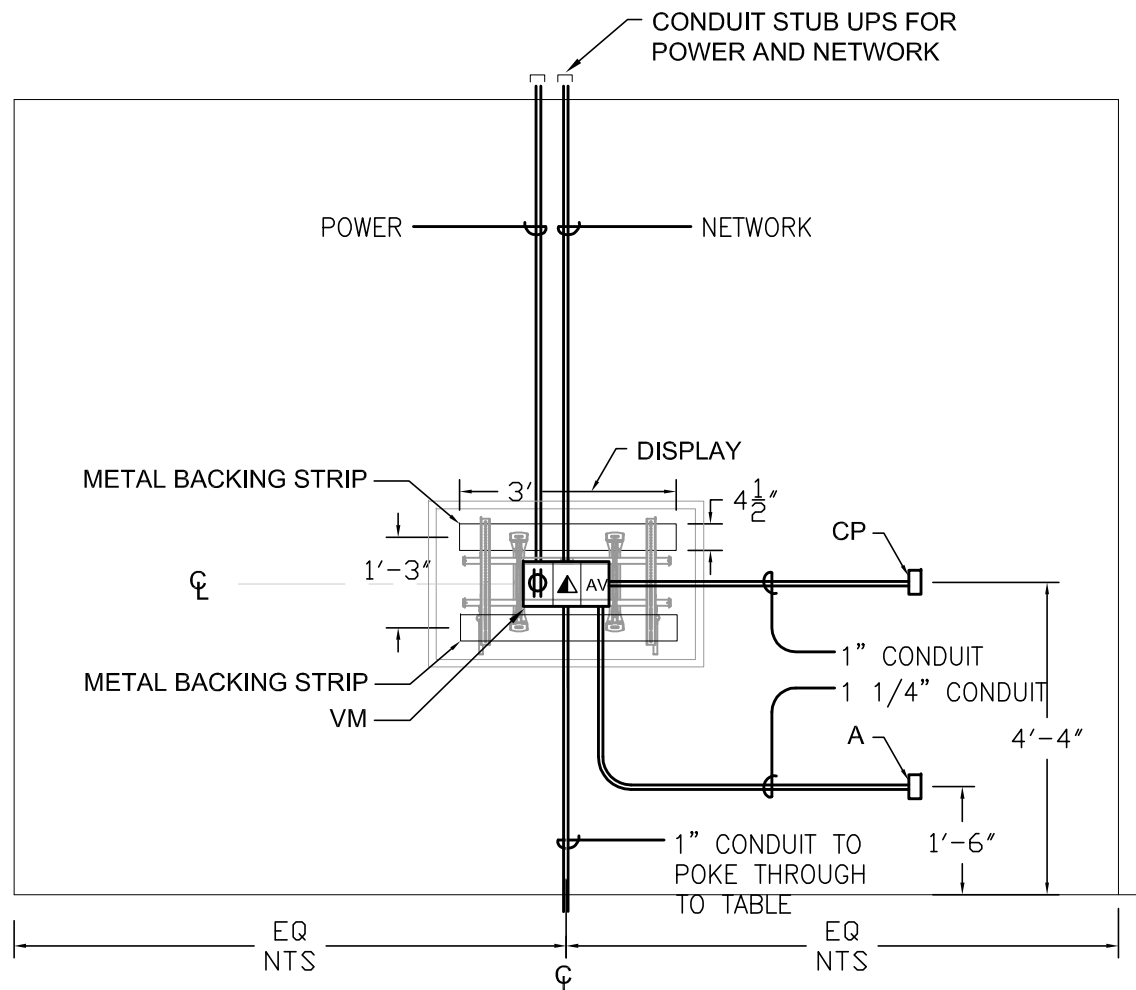 CONDUIT STUB UPS FOR
POWER AND NETWORK
POWER
NETWORK
DISPLAY
METAL BACKING STRIP
3'
4 1/2"
CP
1'-3"
℄
AV
METAL BACKING STRIP
VM
1" CONDUIT
1 1/4" CONDUIT
A
4'-4"
1'-6"
1" CONDUIT TO
POKE THROUGH
TO TABLE
EQ
NTS
EQ
NTS
℄